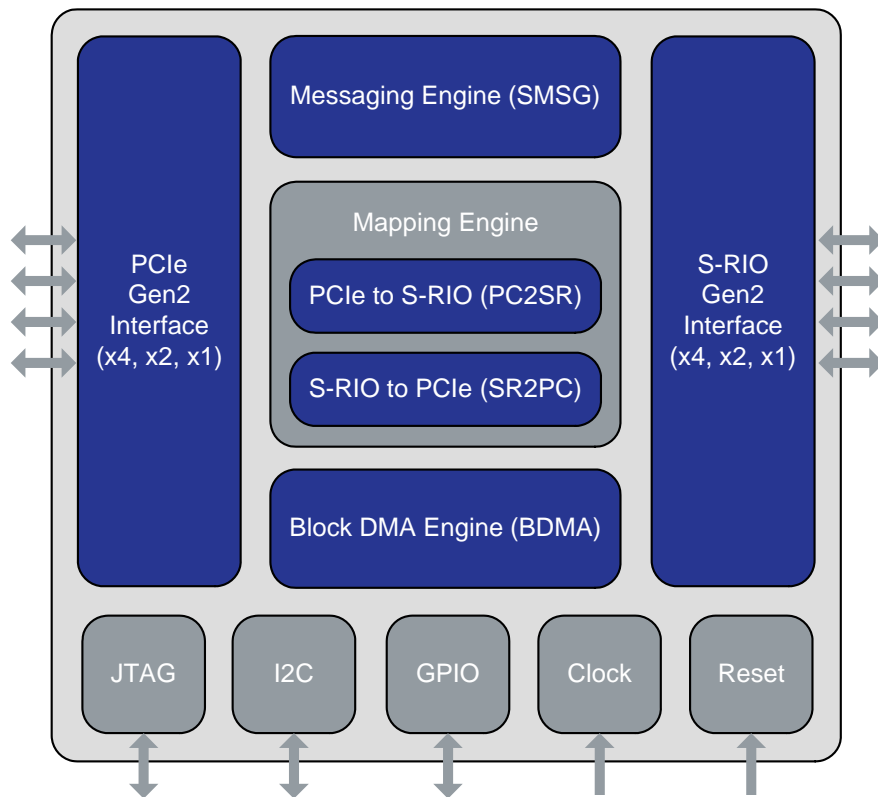 Messaging Engine (SMSG)
Mapping Engine
PCIe to S-RIO (PC2SR)
S-RIO to PCIe (SR2PC)
Block DMA Engine (BDMA)
PCIe
Gen2
Interface
(x4, x2, x1)
S-RIO
Gen2
Interface
(x4, x2, x1)
JTAG
I2C
GPIO
Clock
Reset